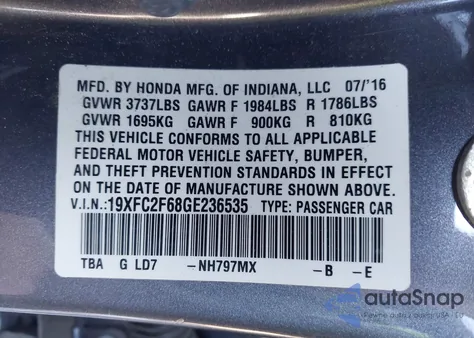 MFD. BY HONDA MFG. OF INDIANA, LLC 07/'16
GVWR 3737LBS GAWR F 1984LBS R 1786LBS
GVWR 1695KG GAWR F 900KG R 810KG
THIS VEHICLE CONFORMS TO ALL APPLICABLE
FEDERAL MOTOR VEHICLE SAFETY, BUMPER,
AND THEFT PREVENTION STANDARDS IN EFFECT
ON THE DATE OF MANUFACTURE SHOWN ABOVE.
V.I.N.: 19XFC2F68GE236535 TYPE: PASSENGER CAR
TBA G LD7 -NH797MX -B -E
autoSnap